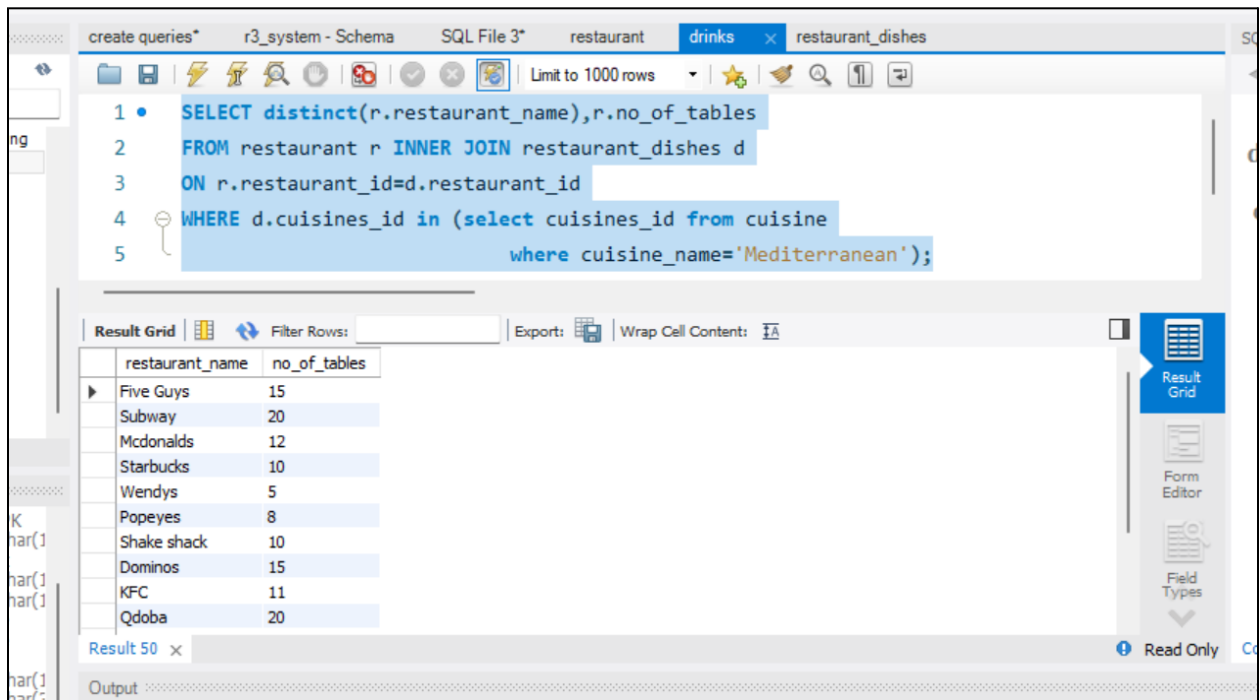 create queries* r3_system - Schema SQL File 3* restaurant drinks × restaurant_dishes
Limit to 1000 rows
1 SELECT distinct(r.restaurant_name),r.no_of_tables
2 FROM restaurant r INNER JOIN restaurant_dishes d
3 ON r.restaurant_id=d.restaurant_id
4 WHERE d.cuisines_id in (select cuisines_id from cuisine
5 where cuisine_name='Mediterranean');
ng
Result Grid Filter Rows: Export: Wrap Cell Content:
restaurant_name no_of_tables
Five Guys 15
Subway 20
Mcdonalds 12
Starbucks 10
Wendys 5
Popeyes 8
Shake shack 10
Dominos 15
KFC 11
Qdoba 20
Result
Grid
Form
Editor
Field
Types
Result 50 × Read Only
Output